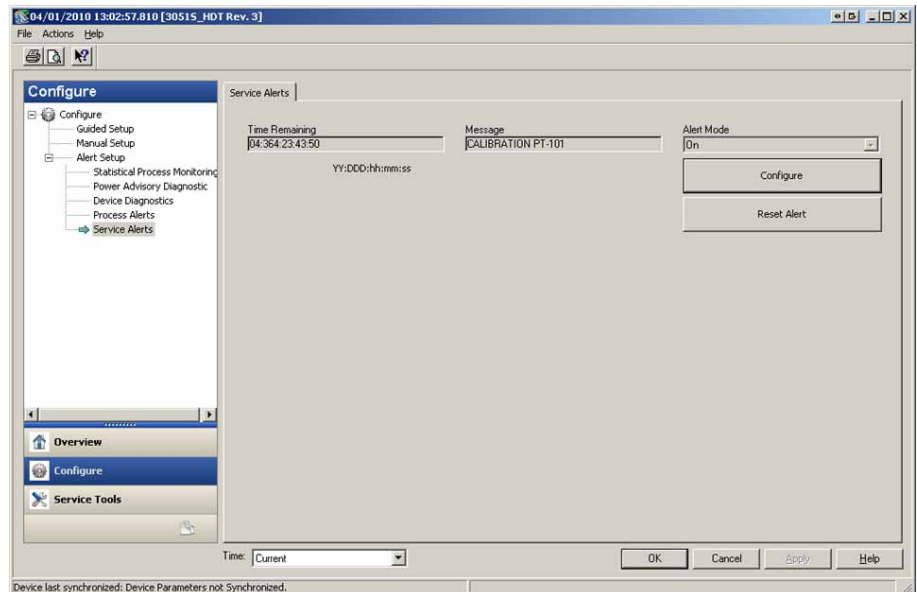 04/01/2010 13:02:57.810 [3051S_HDT Rev. 3]
File Actions Help
Configure
Configure
Guided Setup
Manual Setup
Alert Setup
Statistical Process Monitoring
Power Advisory Diagnostic
Device Diagnostics
Process Alerts
Service Alerts
Overview
Configure
Service Tools
Service Alerts
Time Remaining
04:364:23:43:50
YY:DDD:hh:mm:ss
Message
CALIBRATION PT-101
Alert Mode
On
Configure
Reset Alert
Time: Current
OK Cancel Apply Help
Device last synchronized: Device Parameters not Synchronized.